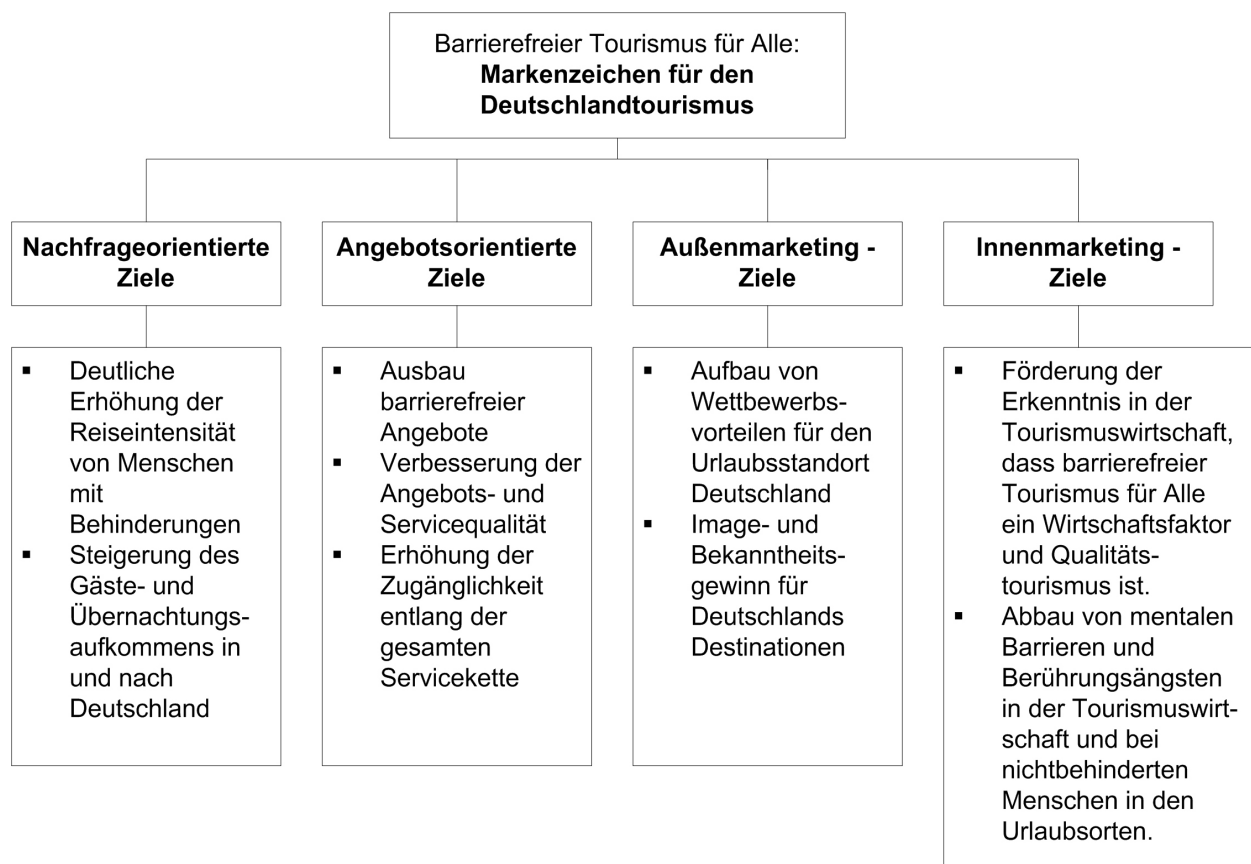 Barrierefreier Tourismus für Alle:
Markenzeichen für den
Deutschlandtourismus
Nachfrageorientierte
Ziele
Angebotsorientierte
Ziele
Außenmarketing -
Ziele
Innenmarketing -
Ziele
▪ Deutliche
Erhöhung der
Reiseintensität
von Menschen
mit
Behinderungen
▪ Steigerung des
Gäste- und
Übernachtungs-
aufkommens in
und nach
Deutschland
▪ Ausbau
barrierefreier
Angebote
▪ Verbesserung der
Angebots- und
Servicequalität
▪ Erhöhung der
Zugänglichkeit
entlang der
gesamten
Servicekette
▪ Aufbau von
Wettbewerbs-
vorteilen für den
Urlaubsstandort
Deutschland
▪ Image- und
Bekanntheits-
gewinn für
Deutschlands
Destinationen
▪ Förderung der
Erkenntnis in der
Tourismuswirtschaft,
dass barrierefreier
Tourismus für Alle
ein Wirtschaftsfaktor
und Qualitäts-
tourismus ist.
▪ Abbau von mentalen
Barrieren und
Berührungsängsten
in der Tourismuswirt-
schaft und bei
nichtbehinderten
Menschen in den
Urlaubsorten.